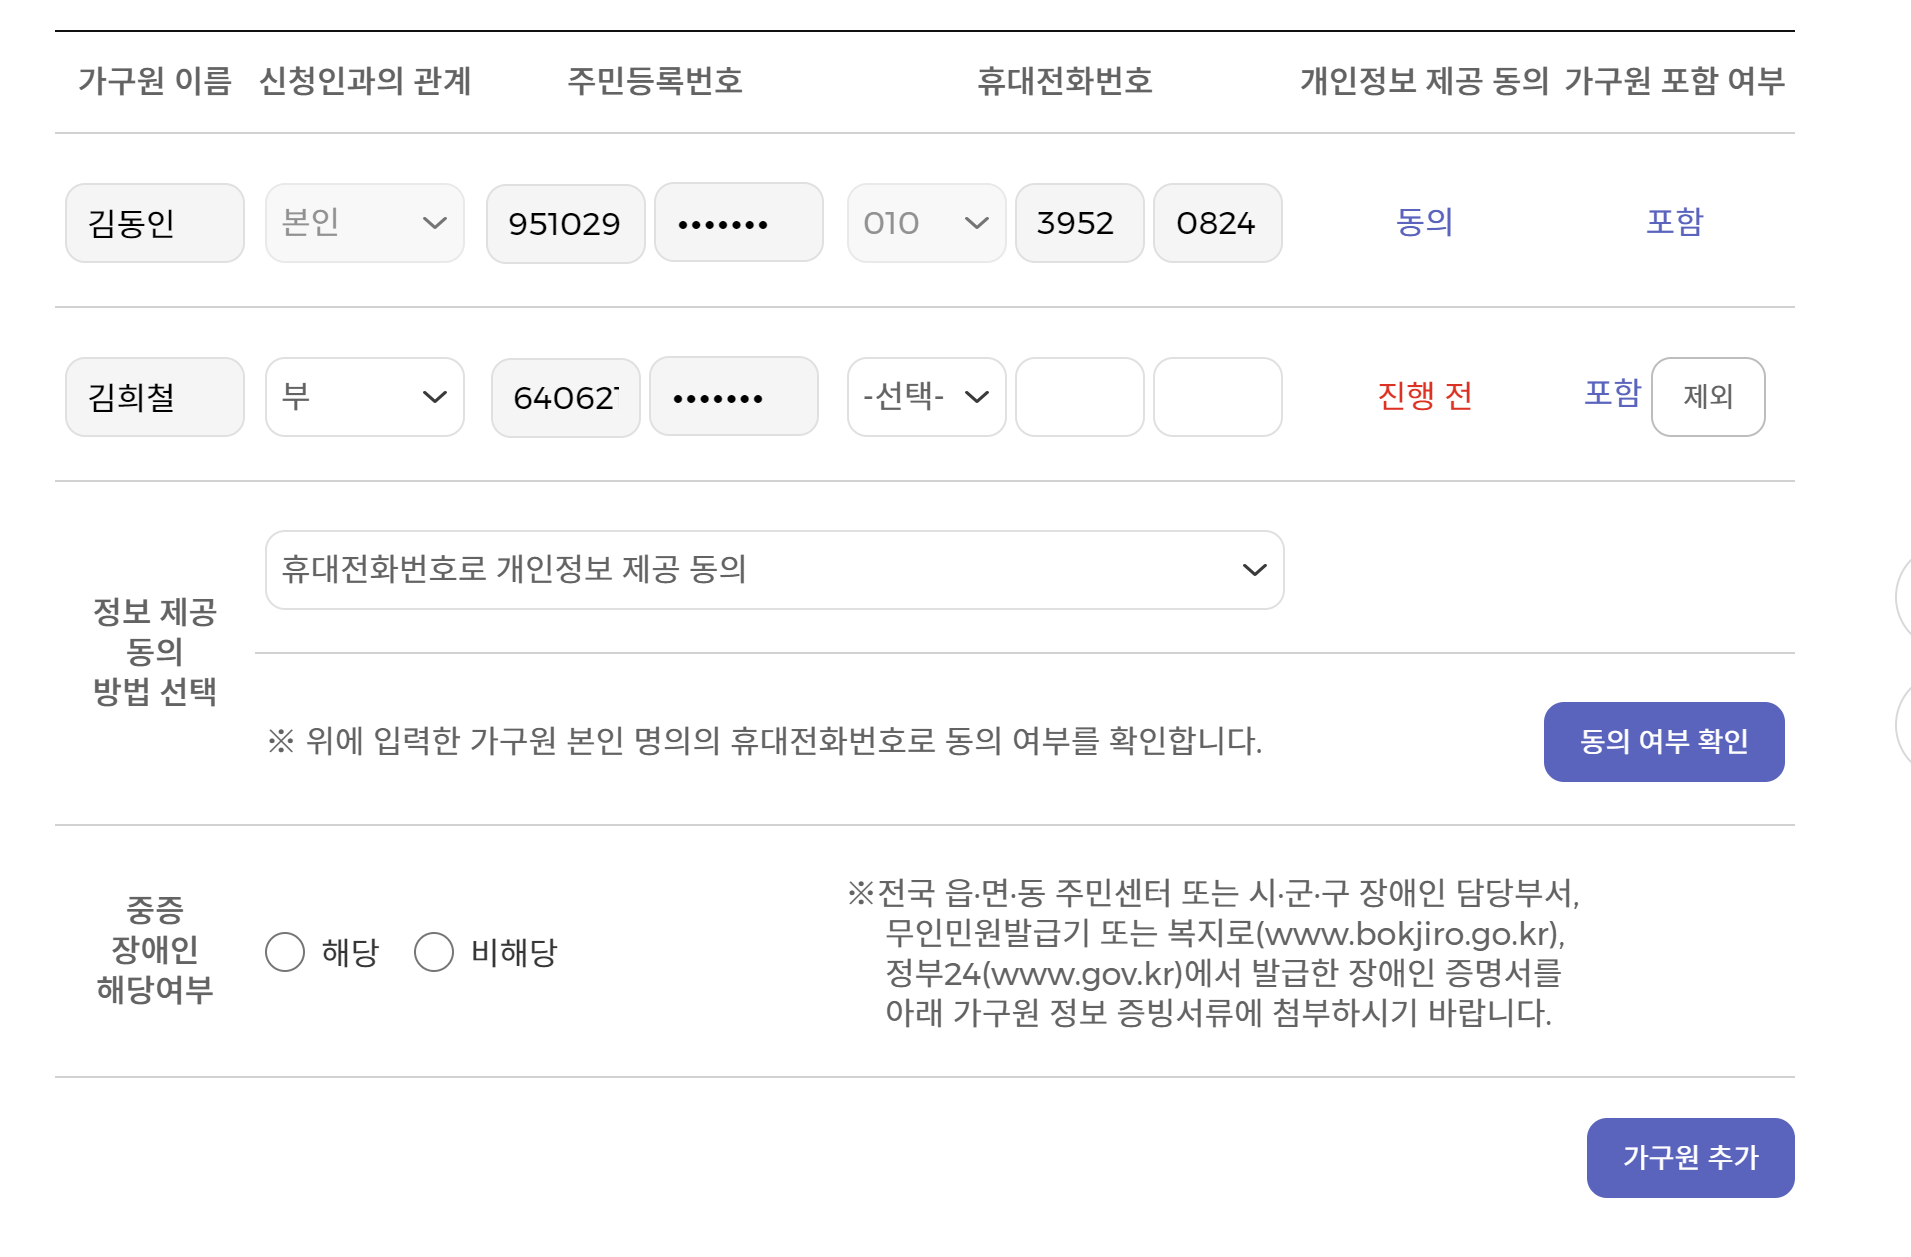 가구원 이름 신청인과의 관계 주민등록번호 휴대전화번호 개인정보 제공 동의 가구원 포함 여부
김동인 본인 951029 ••••••• 010 3952 0824 동의 포함
김희철 부 640627 ••••••• -선택- 진행 전 포함 제외
정보 제공
동의
방법 선택
휴대전화번호로 개인정보 제공 동의
※ 위에 입력한 가구원 본인 명의의 휴대전화번호로 동의 여부를 확인합니다.
동의 여부 확인
중증
장애인
해당여부
해당 비해당
※전국 읍·면·동 주민센터 또는 시·군·구 장애인 담당부서,
무인민원발급기 또는 복지로(www.bokjiro.go.kr),
정부24(www.gov.kr)에서 발급한 장애인 증명서를
아래 가구원 정보 증빙서류에 첨부하시기 바랍니다.
가구원 추가